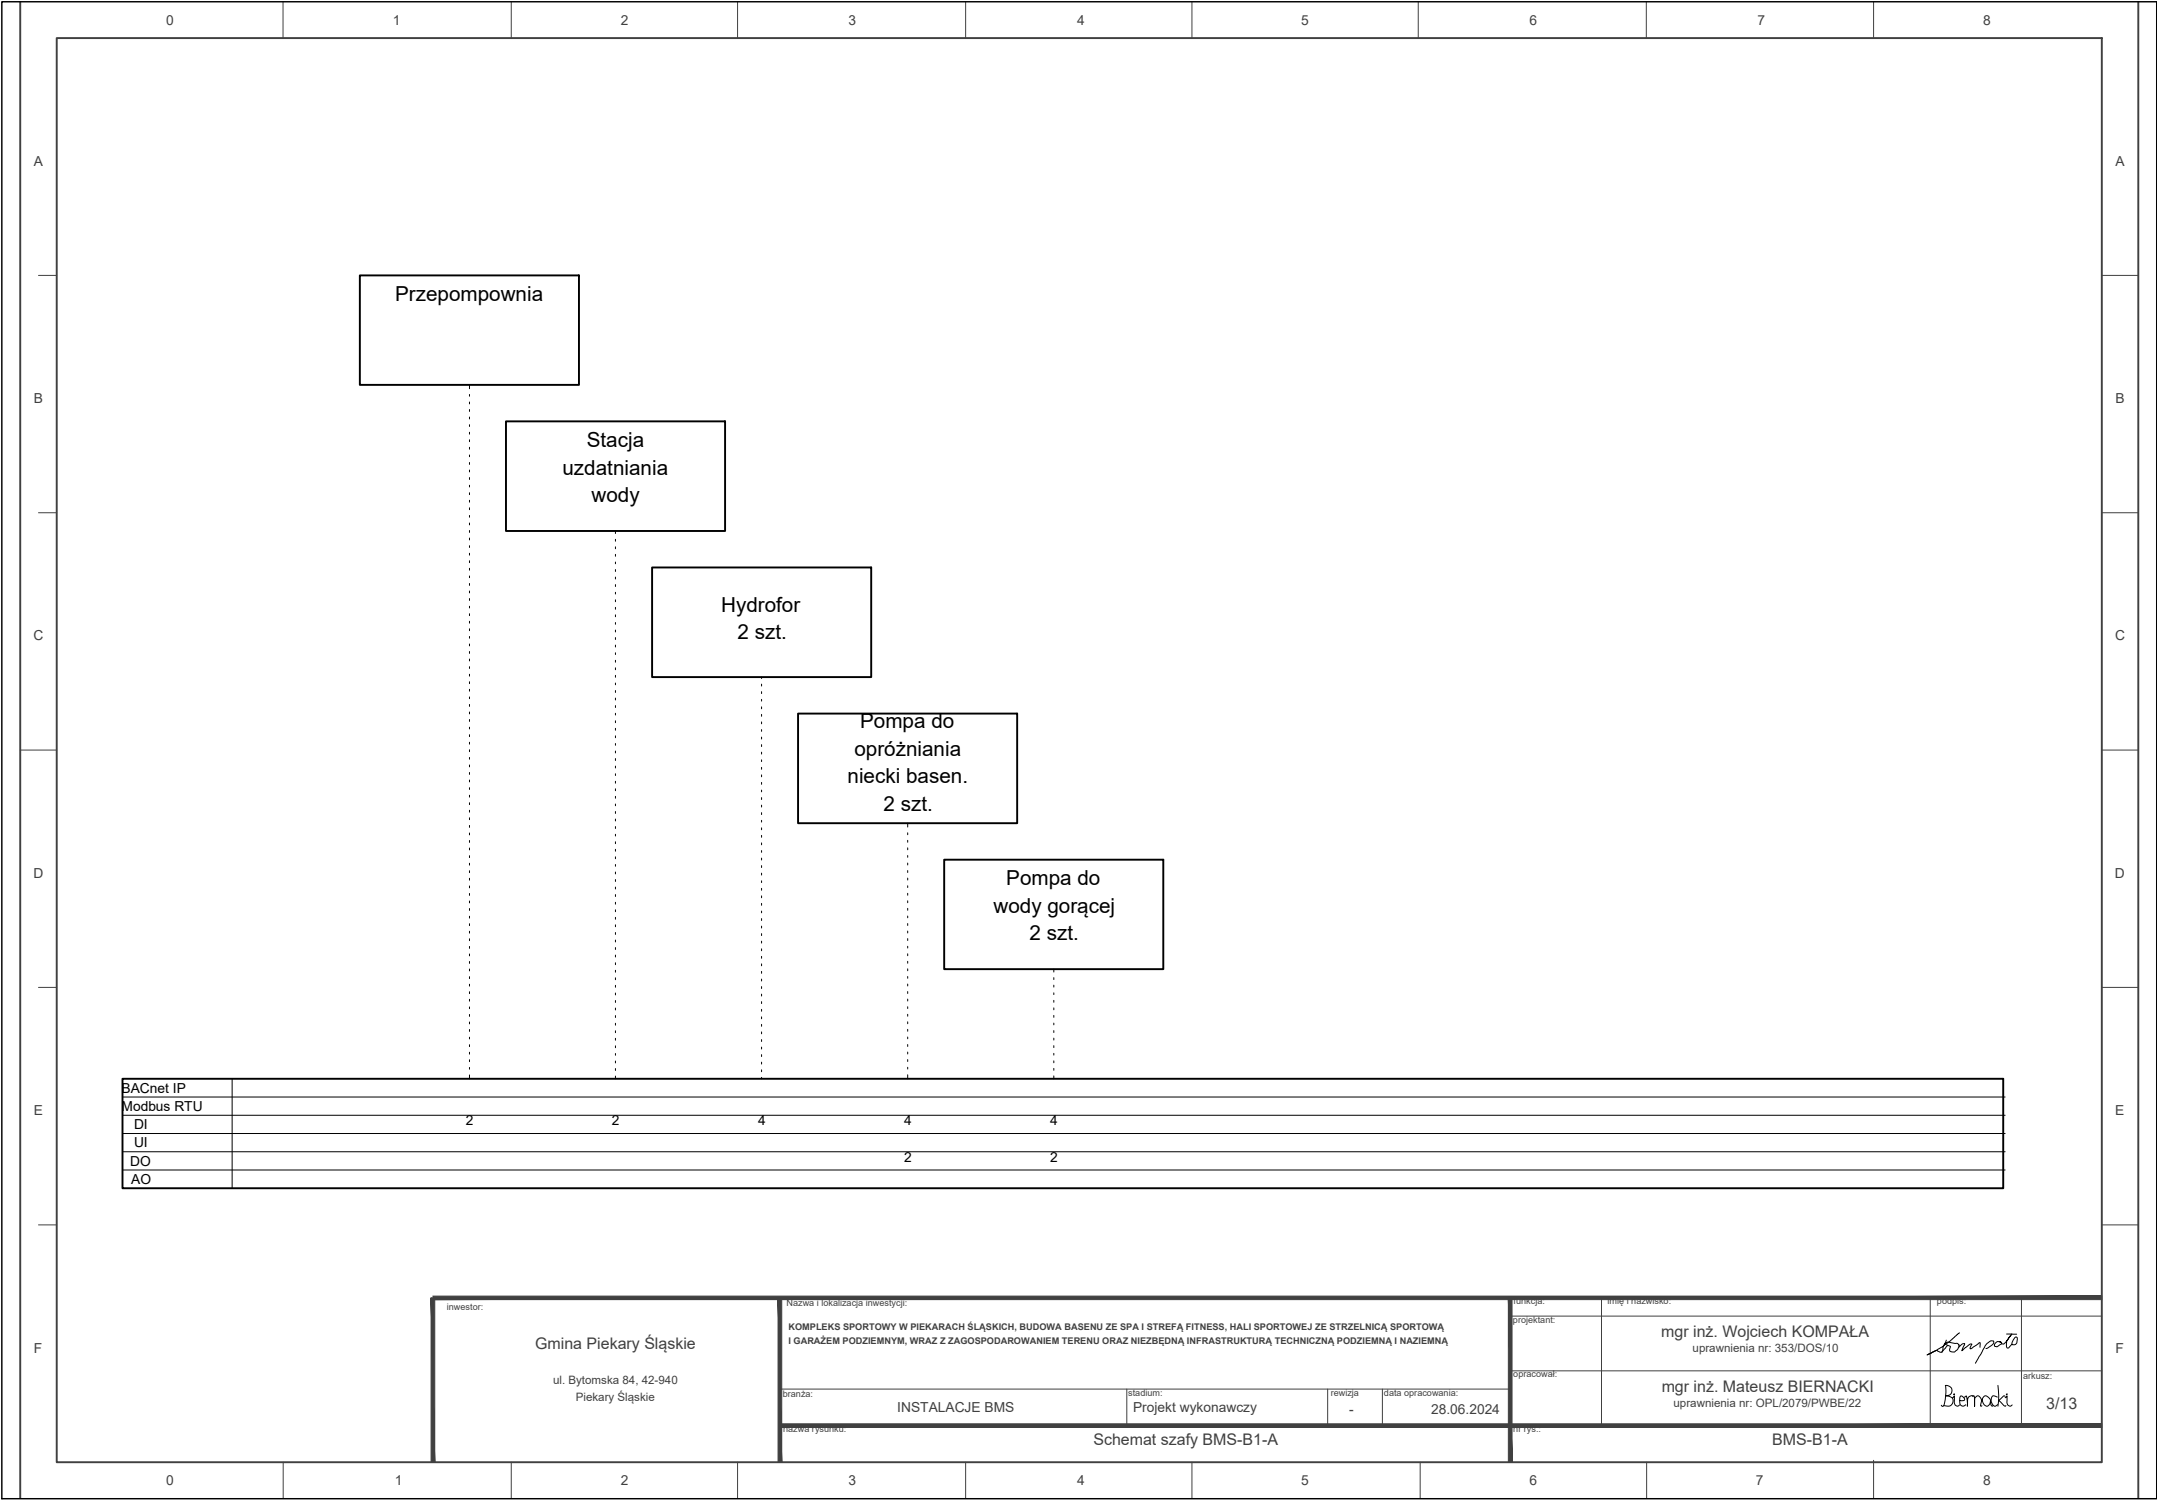 0 1 2 3 4 5 6 7 8
A A
Przepompownia
B B
Stacja
uzdatniania
wody
Hydrofor
2 szt.
C C
Pompa do
opróżniania
niecki basen.
2 szt.
D D
Pompa do
wody gorącej
2 szt.
BACnet IP
Modbus RTU
E E
DI 2 2 4 4 4
UI
DO 2 2
AO
inwestor:
Gmina Piekary Śląskie
ul. Bytomska 84, 42-940
Piekary Śląskie
Nazwa i lokalizacja inwestycji:
KOMPLEKS SPORTOWY W PIEKARACH ŚLĄSKICH, BUDOWA BASENU ZE SPA I STREFĄ FITNESS, HALI SPORTOWEJ ZE STRZELNICĄ SPORTOWĄ
I GARAŻEM PODZIEMNYM, WRAZ Z ZAGOSPODAROWANIEM TERENU ORAZ NIEZBĘDNĄ INFRASTRUKTURĄ TECHNICZNĄ PODZIEMNĄ I NAZIEMNĄ
branża: stadium: rewizja data opracowania:
INSTALACJE BMS Projekt wykonawczy - 28.06.2024
nazwa rysunku:
Schemat szafy BMS-B1-A
funkcja: imię i nazwisko: podpis:
projektant:
mgr inż. Wojciech KOMPAŁA
uprawnienia nr: 353/DOS/10
Kompała
F F
opracował:
mgr inż. Mateusz BIERNACKI
uprawnienia nr: OPL/2079/PWBE/22
Biernacki
arkusz:
3/13
nr rys.:
BMS-B1-A
0 1 2 3 4 5 6 7 8